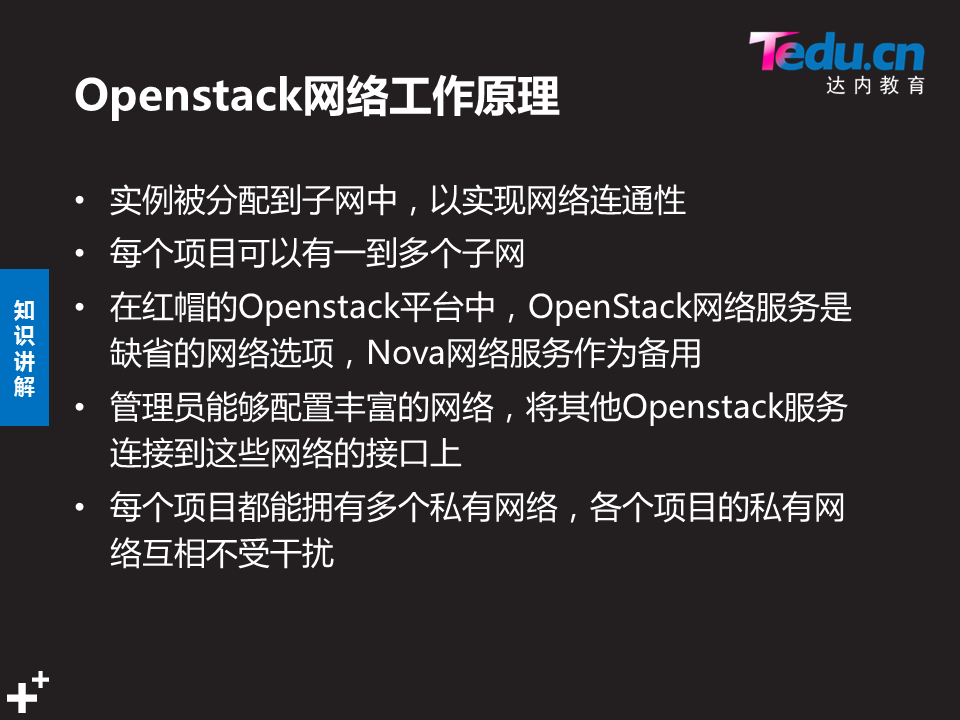 Tedu.cn
达内教育
Openstack网络工作原理
• 实例被分配到子网中，以实现网络连通性
• 每个项目可以有一到多个子网
• 在红帽的Openstack平台中，OpenStack网络服务是
缺省的网络选项，Nova网络服务作为备用
• 管理员能够配置丰富的网络，将其他Openstack服务
连接到这些网络的接口上
• 每个项目都能拥有多个私有网络，各个项目的私有网
络互相不受干扰
知
识
讲
解